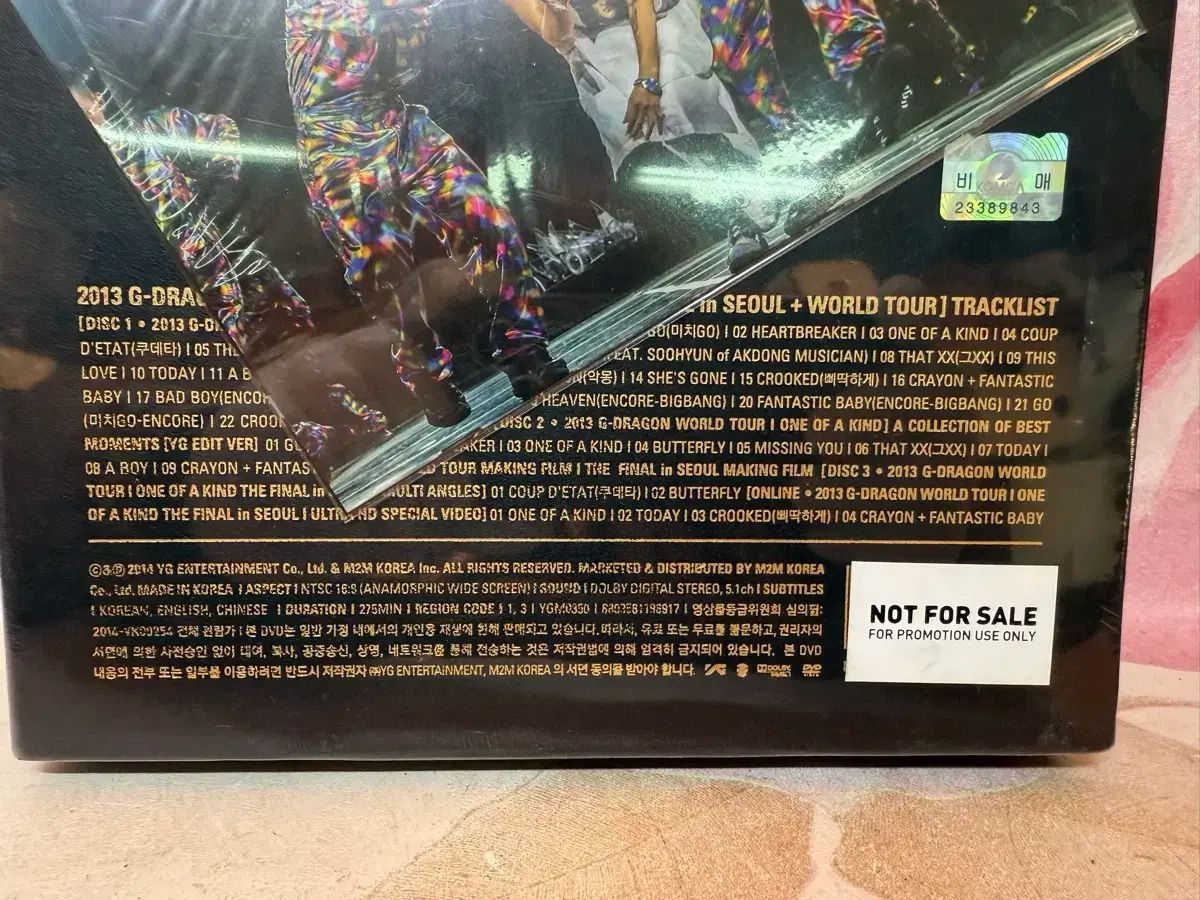 비 애
KOMCA
23389843
2013 G-DRA in SEOUL + WORLD TOUR] TRACKLIST
[DISC 1 • 2013 G-D GO(미치GO) I 02 HEARTBREAKER I 03 ONE OF A KIND I 04 COUP
D'ETAT(쿠데타) I 05 THE FEAT. SOOHYUN of AKDONG MUSICIAN) I 08 THAT XX(그XX) I 09 THIS
LOVE I 10 TODAY I 11 A B (악몽) I 14 SHE'S GONE I 15 CROOKED(삐딱하게) I 16 CRAYON + FANTASTIC
BABY I 17 BAD BOY(ENCOR HEAVEN(ENCORE-BIGBANG) I 20 FANTASTIC BABY(ENCORE-BIGBANG) I 21 GO
(미치GO-ENCORE) I 22 CROO DISC 2 • 2013 G-DRAGON WORLD TOUR I ONE OF A KIND] A COLLECTION OF BEST
MOMENTS [YG EDIT VER] 01 G AKER I 03 ONE OF A KIND I 04 BUTTERFLY I 05 MISSING YOU I 06 THAT XX(그XX) I 07 TODAY I
08 A BOY I 09 CRAYON + FANTAS TOUR MAKING FILM I THE FINAL in SEOUL MAKING FILM [DISC 3 • 2013 G-DRAGON WORLD
TOUR I ONE OF A KIND THE FINAL in MULTI ANGLES] 01 COUP D'ETAT(쿠데타) I 02 BUTTERFLY [ONLINE • 2013 G-DRAGON WORLD TOUR I ONE
OF A KIND THE FINAL in SEOUL I ULTRA HD SPECIAL VIDEO] 01 ONE OF A KIND I 02 TODAY I 03 CROOKED(삐딱하게) I 04 CRAYON + FANTASTIC BABY
©&℗ 2014 YG ENTERTAINMENT Co., Ltd. & M2M KOREA Inc. ALL RIGHTS RESERVED. MARKETED & DISTRIBUTED BY M2M KOREA
Co., Ltd. MADE IN KOREA I ASPECT I NTSC 16:9 (ANAMORPHIC WIDE SCREEN) I SOUND I DOLBY DIGITAL STEREO, 5.1ch I SUBTITLES
I KOREAN, ENGLISH, CHINESE I DURATION I 275MIN I REGION CODE I 1, 3 I YGM0350 I 영상물등급위원회 심의필:
전체 관람가 I 본 DVD는 일반 가정 내에서의 개인용 재생에 한해 판매되고 있습니다. 따라서, 유료 또는 무료를 불문하고, 권리자의
서면에 의한 사전승인 없이 대여, 복사, 공중송신, 상영, 네트워크를 통해 전송하는 것은 저작권법에 의해 엄격히 금지되어 있습니다. 본 DVD
내용의 전부 또는 일부를 이용하려면 반드시 저작권자 ㈜YG ENTERTAINMENT, M2M KOREA 의 서면 동의를 받아야 합니다.
DOLBY
DVD
NOT FOR SALE
FOR PROMOTION USE ONLY